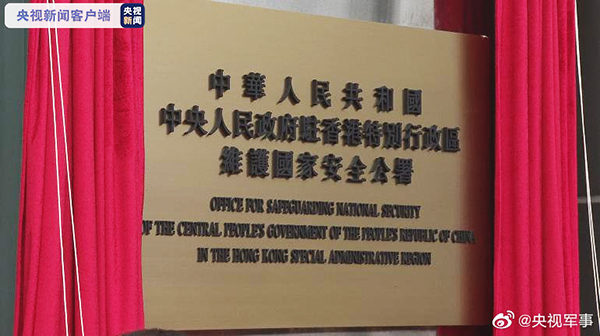 央视新闻客户端
央视
新闻
中華人民共和國
中央人民政府駐香港特別行政區
維護國家安全公署
OFFICE FOR SAFEGUARDING NATIONAL SECURITY
OF THE CENTRAL PEOPLE'S GOVERNMENT OF THE PEOPLE'S REPUBLIC OF CHINA
IN THE HONG KONG SPECIAL ADMINISTRATIVE REGION
@央视军事